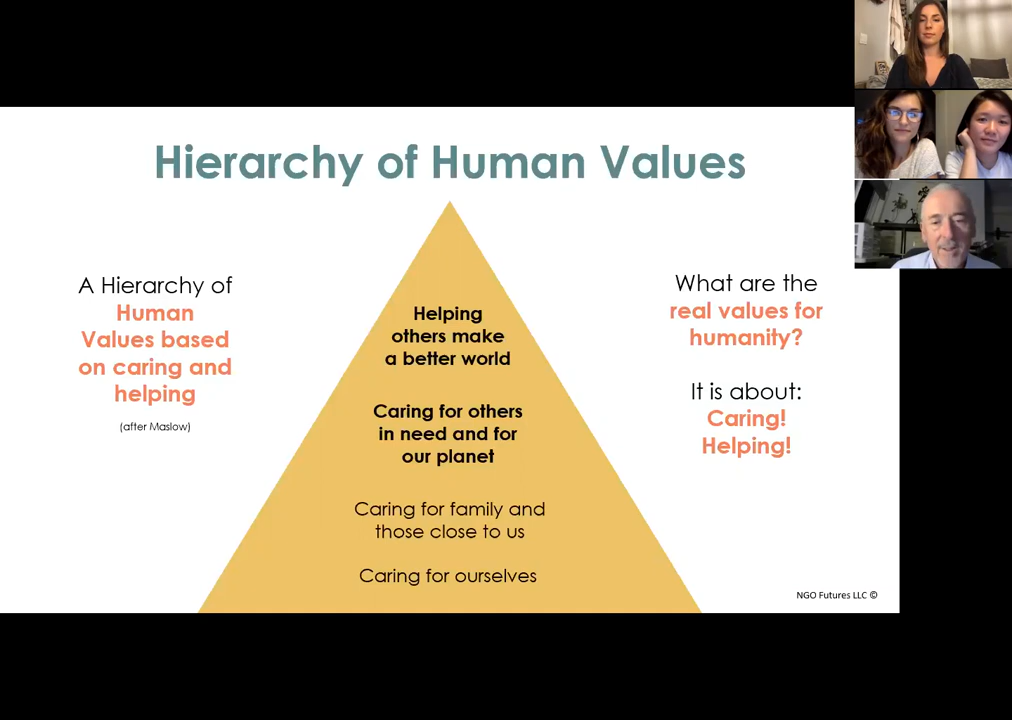 Hierarchy of Human Values
A Hierarchy of
Human
Values based
on caring and
helping
(after Maslow)
Helping
others make
a better world
Caring for others
in need and for
our planet
Caring for family and
those close to us
Caring for ourselves
What are the
real values for
humanity?
It is about:
Caring!
Helping!
NGO Futures LLC ©